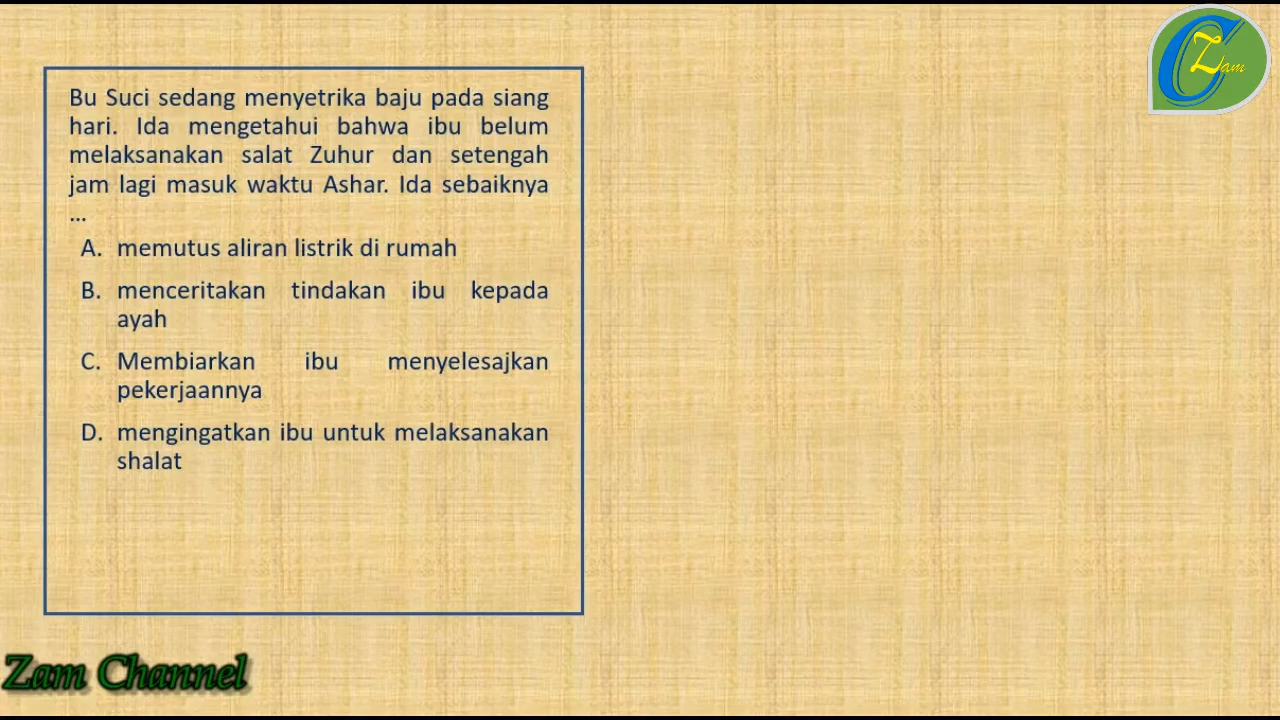 Bu Suci sedang menyetrika baju pada siang
hari. Ida mengetahui bahwa ibu belum
melaksanakan salat Zuhur dan setengah
jam lagi masuk waktu Ashar. Ida sebaiknya
...
A. memutus aliran listrik di rumah
B. menceritakan tindakan ibu kepada
ayah
C. Membiarkan ibu menyelesajkan
pekerjaannya
D. mengingatkan ibu untuk melaksanakan
shalat
C Zam
Zam Channel